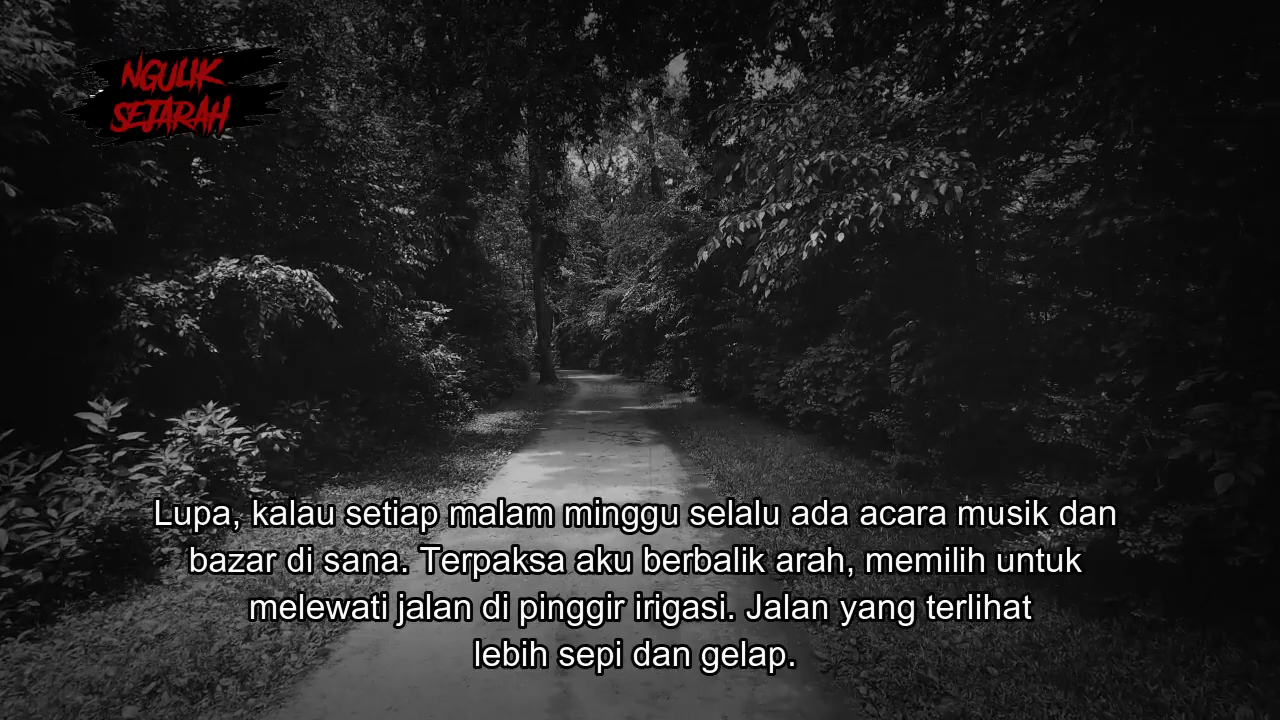 NGULIK
SEJARAH
Lupa, kalau setiap malam minggu selalu ada acara musik dan
bazar di sana. Terpaksa aku berbalik arah, memilih untuk
melewati jalan di pinggir irigasi. Jalan yang terlihat
lebih sepi dan gelap.